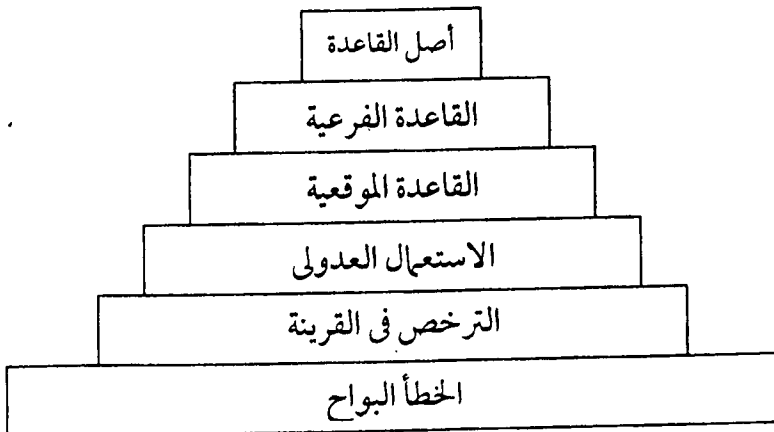 أصل القاعدة
القاعدة الفرعية
القاعدة الموقعية
الاستعمال العدولى
الترخص فى القرينة
الخطأ البواح